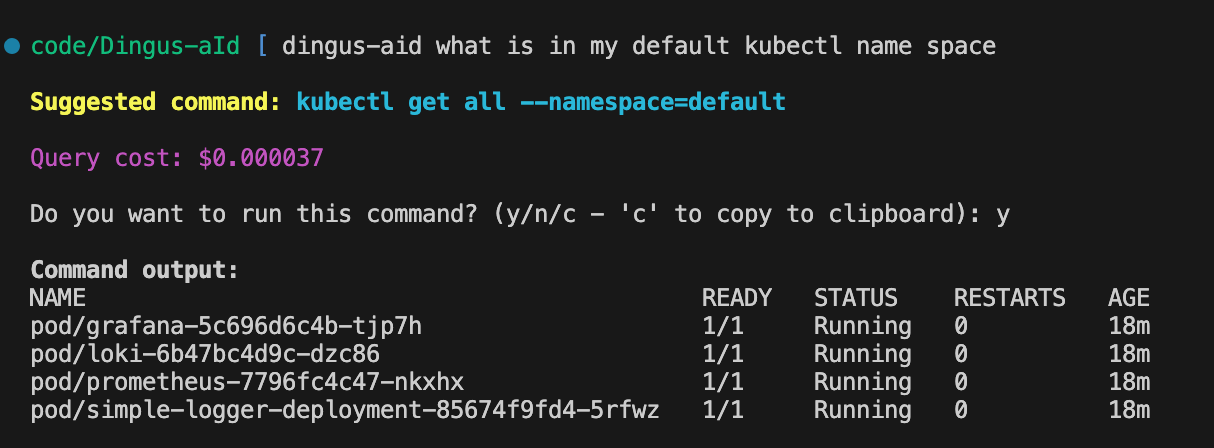 code/Dingus-aId [ dingus-aid what is in my default kubectl name space
Suggested command: kubectl get all --namespace=default
Query cost: $0.000037
Do you want to run this command? (y/n/c - 'c' to copy to clipboard): y
Command output:
NAME READY STATUS RESTARTS AGE
pod/grafana-5c696d6c4b-tjp7h 1/1 Running 0 18m
pod/loki-6b47bc4d9c-dzc86 1/1 Running 0 18m
pod/prometheus-7796fc4c47-nkxhx 1/1 Running 0 18m
pod/simple-logger-deployment-85674f9fd4-5rfwz 1/1 Running 0 18m